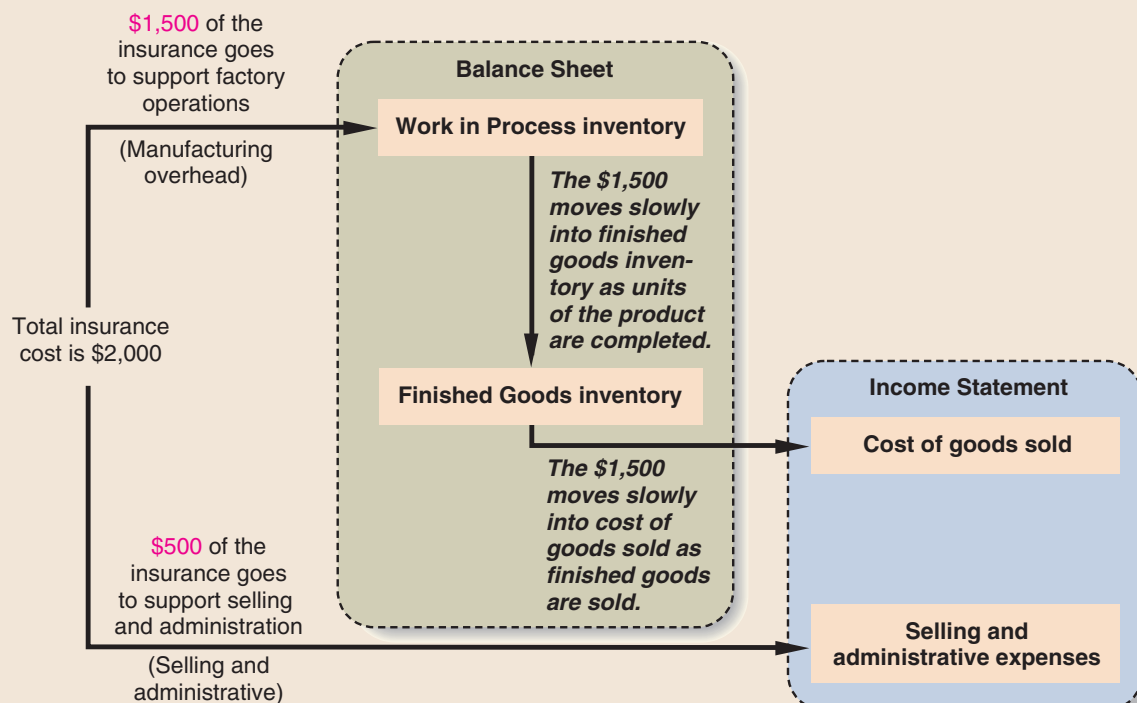 $1,500 of the
insurance goes
to support factory
operations
(Manufacturing
overhead)
Balance Sheet
Work in Process inventory
The $1,500
moves slowly
into finished
goods inven-
tory as units
of the product
are completed.
Total insurance
cost is $2,000
Finished Goods inventory
Income Statement
Cost of goods sold
The $1,500
moves slowly
into cost of
goods sold as
finished goods
are sold.
$500 of the
insurance goes
to support selling
and administration
(Selling and
administrative)
Selling and
administrative expenses